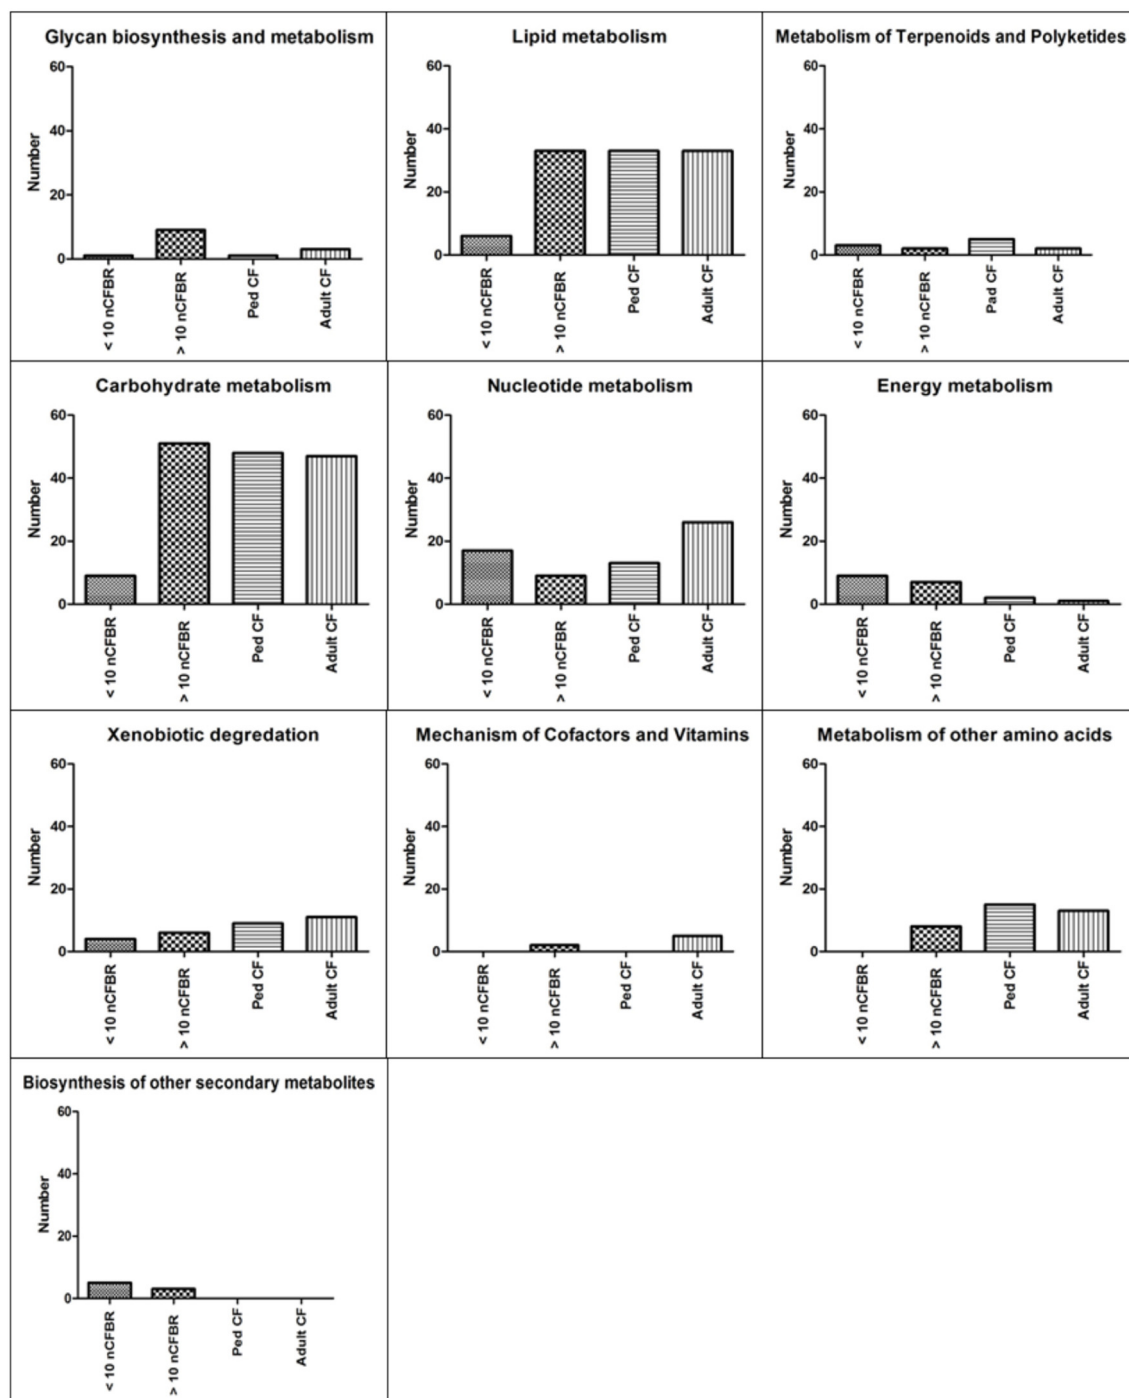 Glycan biosynthesis and metabolism
60
40
20
0
Number
< 10 nCFBR
> 10 nCFBR
Ped CF
Adult CF
Lipid metabolism
60
40
20
0
Number
< 10 nCFBR
> 10 nCFBR
Ped CF
Adult CF
Metabolism of Terpenoids and Polyketides
60
40
20
0
Number
< 10 nCFBR
> 10 nCFBR
Pad CF
Adult CF
Carbohydrate metabolism
60
40
20
0
Number
< 10 nCFBR
> 10 nCFBR
Ped CF
Adult CF
Nucleotide metabolism
60
40
20
0
Number
< 10 nCFBR
> 10 nCFBR
Ped CF
Adult CF
Energy metabolism
60
40
20
0
Number
< 10 nCFBR
> 10 nCFBR
Ped CF
Adult CF
Xenobiotic degredation
60
40
20
0
Number
< 10 nCFBR
> 10 nCFBR
Ped CF
Adult CF
Mechanism of Cofactors and Vitamins
60
40
20
0
Number
< 10 nCFBR
> 10 nCFBR
Ped CF
Adult CF
Metabolism of other amino acids
60
40
20
0
Number
< 10 nCFBR
> 10 nCFBR
Ped CF
Adult CF
Biosynthesis of other secondary metabolites
60
40
20
0
Number
< 10 nCFBR
> 10 nCFBR
Ped CF
Adult CF